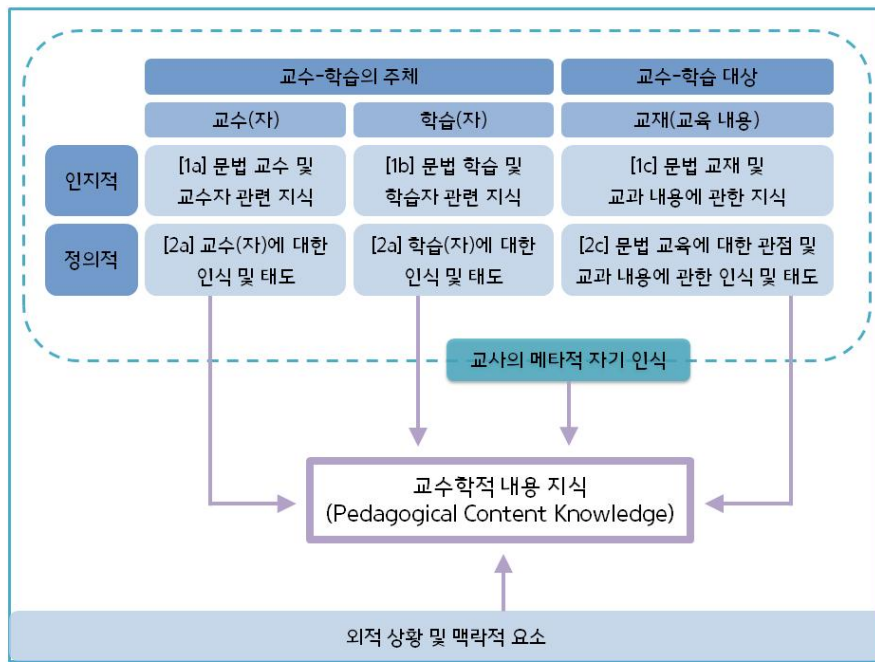 교수-학습의 주체
교수-학습 대상
교수(자)
학습(자)
교재(교육 내용)
인지적
[1a] 문법 교수 및
교수자 관련 지식
[1b] 문법 학습 및
학습자 관련 지식
[1c] 문법 교재 및
교과 내용에 관한 지식
정의적
[2a] 교수(자)에 대한
인식 및 태도
[2a] 학습(자)에 대한
인식 및 태도
[2c] 문법 교육에 대한 관점 및
교과 내용에 관한 인식 및 태도
교사의 메타적 자기 인식
교수학적 내용 지식
(Pedagogical Content Knowledge)
외적 상황 및 맥락적 요소